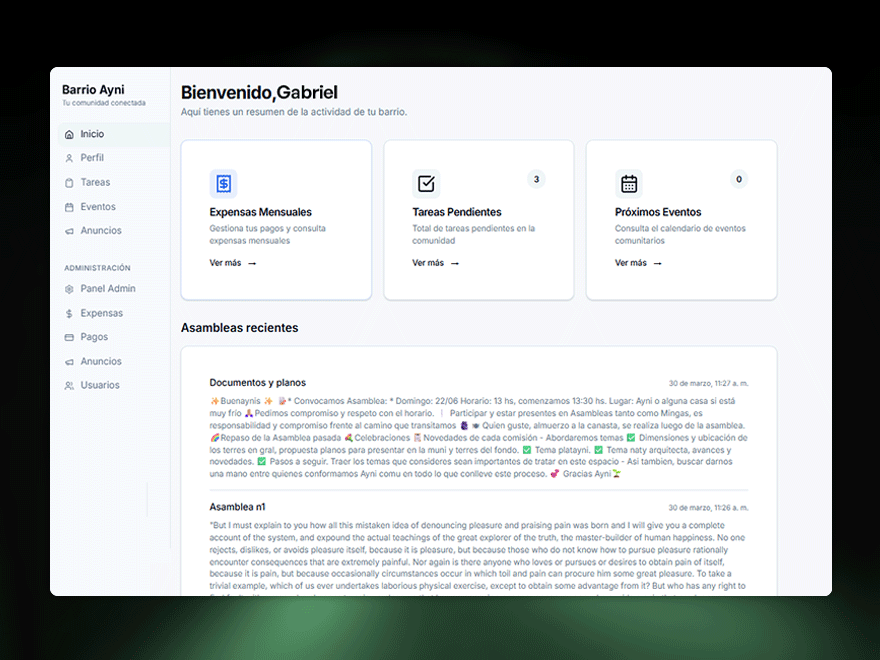 Barrio Ayni
Tu comunidad conectada
Inicio
Perfil
Tareas
Eventos
Anuncios
ADMINISTRACIÓN
Panel Admin
Expensas
Pagos
Anuncios
Usuarios
Bienvenido,Gabriel
Aquí tienes un resumen de la actividad de tu barrio.
Expensas Mensuales
Gestiona tus pagos y consulta
expensas mensuales
Ver más →
3
Tareas Pendientes
Total de tareas pendientes en la
comunidad
Ver más →
0
Próximos Eventos
Consulta el calendario de eventos
comunitarios
Ver más →
Asambleas recientes
Documentos y planos
30 de marzo, 11:27 a. m.
✨Buenaynis ✨ * Convocamos Asamblea: * Domingo: 22/06 Horario: 13 hs, comenzamos 13:30 hs. Lugar: Ayni o alguna casa si está
muy frío Pedimos compromiso y respeto con el horario. | Participar y estar presentes en Asambleas tanto como Mingas, es
responsabilidad y compromiso frente al camino que transitamos Quien guste, almuerzo a la canasta, se realiza luego de la asamblea.
🌈Repaso de la Asamblea pasada Celebraciones Novedades de cada comisión - Abordaremos temas ✅ Dimensiones y ubicación de
los terres en gral, propuesta planos para presentar en la muni y terres del fondo. ✅ Tema platayni. ✅ Tema naty arquitecta, avances y
novedades. ✅ Pasos a seguir. Traer los temas que consideres sean importantes de tratar en este espacio - Asi tambien, buscar darnos
una mano entre quienes conformamos Ayni comu en todo lo que conlleve este proceso. 💕 Gracias Ayni🌱
Asamblea n1
30 de marzo, 11:26 a. m.
"But I must explain to you how all this mistaken idea of denouncing pleasure and praising pain was born and I will give you a complete
account of the system, and expound the actual teachings of the great explorer of the truth, the master-builder of human happiness. No one
rejects, dislikes, or avoids pleasure itself, because it is pleasure, but because those who do not know how to pursue pleasure rationally
encounter consequences that are extremely painful. Nor again is there anyone who loves or pursues or desires to obtain pain of itself,
because it is pain, but because occasionally circumstances occur in which toil and pain can procure him some great pleasure. To take a
trivial example, which of us ever undertakes laborious physical exercise, except to obtain some advantage from it? But who has any right to